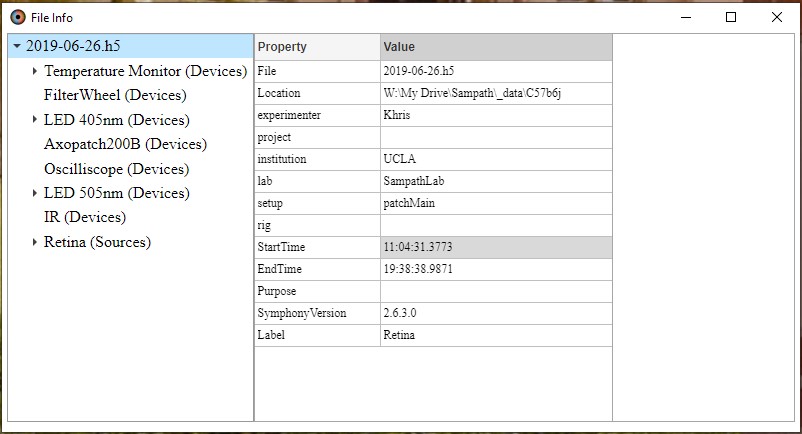 File Info
2019-06-26.h5
Temperature Monitor (Devices)
FilterWheel (Devices)
LED 405nm (Devices)
Axopatch200B (Devices)
Oscilliscope (Devices)
LED 505nm (Devices)
IR (Devices)
Retina (Sources)
Property Value
File 2019-06-26.h5
Location W:\My Drive\Sampath\_data\C57b6j
experimenter Khris
project
institution UCLA
lab SampathLab
setup patchMain
rig
StartTime 11:04:31.3773
EndTime 19:38:38.9871
Purpose
SymphonyVersion 2.6.3.0
Label Retina